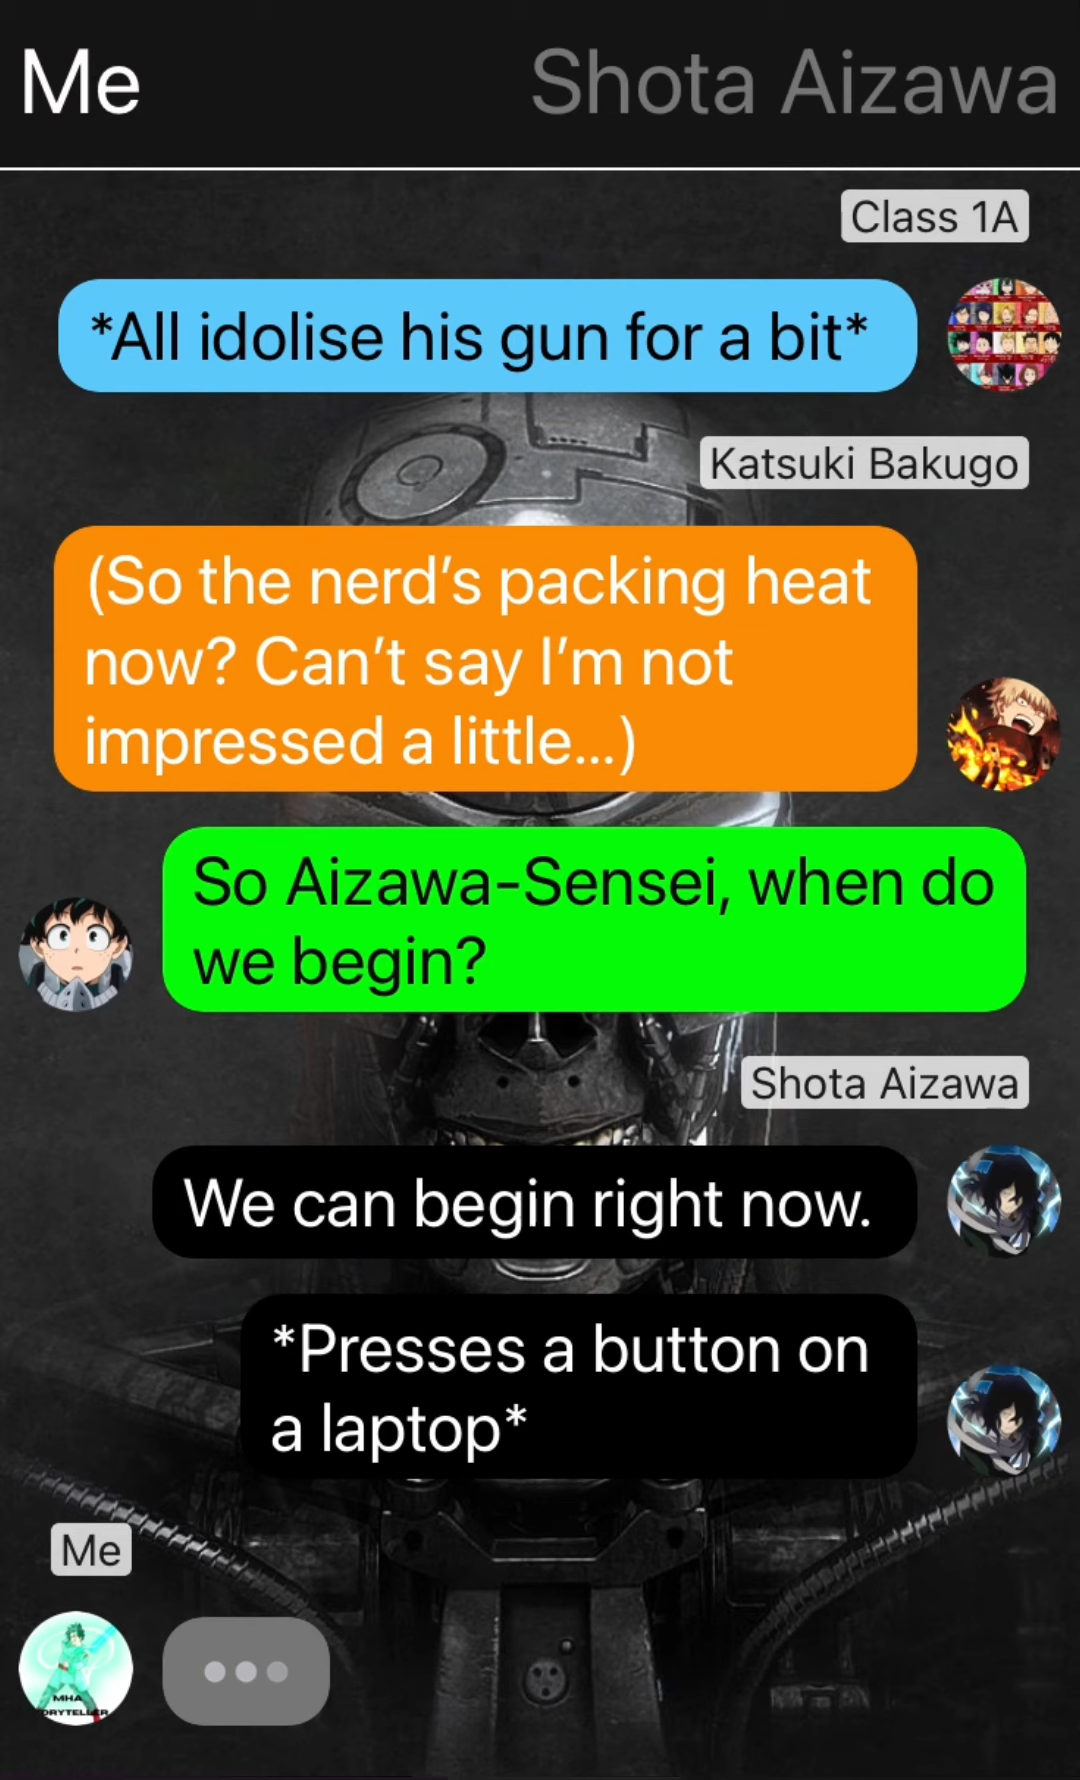 Me
Shota Aizawa
Class 1A
*All idolise his gun for a bit*
Katsuki Bakugo
(So the nerd’s packing heat
now? Can’t say I’m not
impressed a little...)
So Aizawa-Sensei, when do
we begin?
Shota Aizawa
We can begin right now.
*Presses a button on
a laptop*
Me
MHA